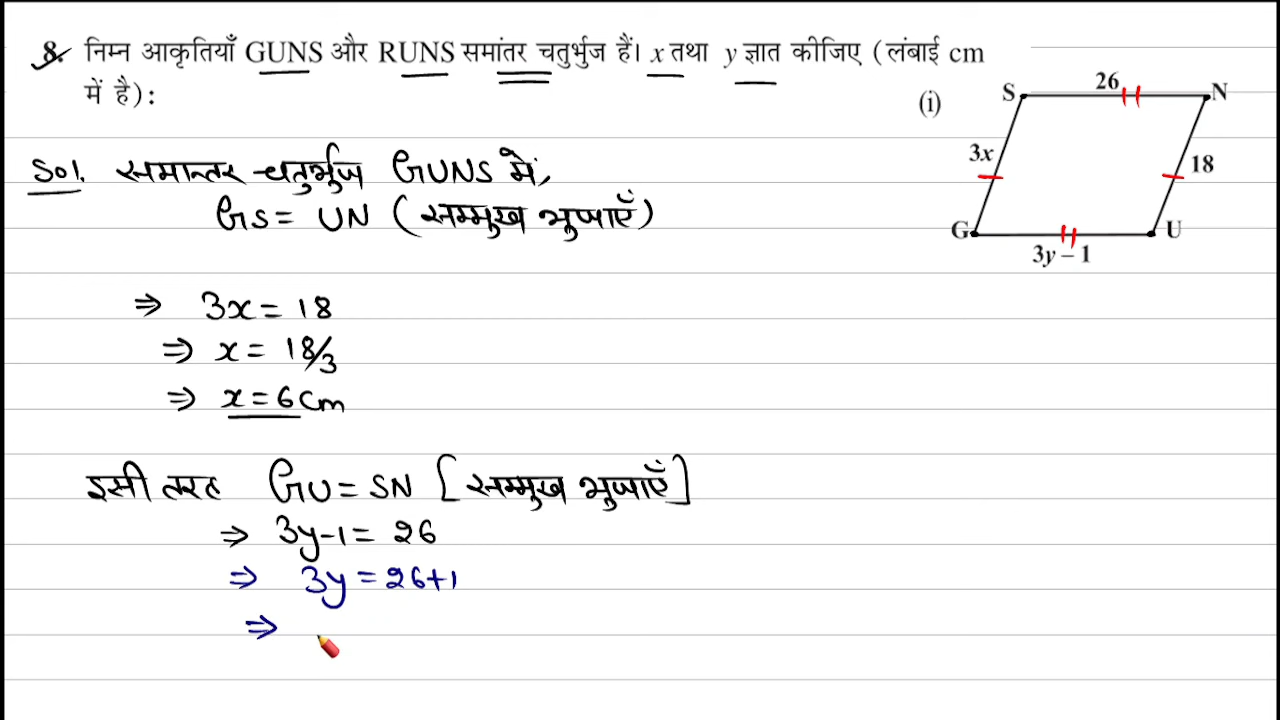 8. निम्न आकृतियाँ GUNS और RUNS समांतर चतुर्भुज हैं। x तथा y ज्ञात कीजिए (लंबाई cm
में है):
(i)
S 26 N
3x 18
G U
3y – 1
Sol. समान्तर चतुर्भुज GUNS में,
GS = UN (सम्मुख भुजाएँ)
⇒ 3x = 18
⇒ x = 18/3
⇒ x = 6 Cm
इसी तरह GU = SN [सम्मुख भुजाएँ]
⇒ 3y-1 = 26
⇒ 3y = 26+1
⇒